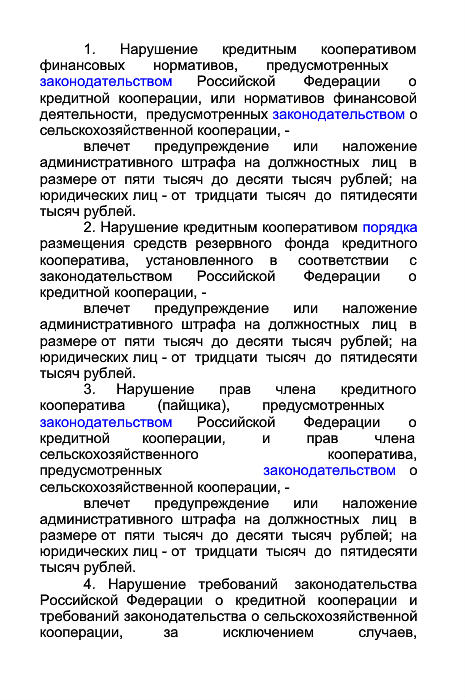 1. Нарушение кредитным кооперативом
финансовых нормативов, предусмотренных
законодательством Российской Федерации о
кредитной кооперации, или нормативов финансовой
деятельности, предусмотренных законодательством о
сельскохозяйственной кооперации, -
влечет предупреждение или наложение
административного штрафа на должностных лиц в
размере от пяти тысяч до десяти тысяч рублей; на
юридических лиц - от тридцати тысяч до пятидесяти
тысяч рублей.
2. Нарушение кредитным кооперативом порядка
размещения средств резервного фонда кредитного
кооператива, установленного в соответствии с
законодательством Российской Федерации о
кредитной кооперации, -
влечет предупреждение или наложение
административного штрафа на должностных лиц в
размере от пяти тысяч до десяти тысяч рублей; на
юридических лиц - от тридцати тысяч до пятидесяти
тысяч рублей.
3. Нарушение прав члена кредитного
кооператива (пайщика), предусмотренных
законодательством Российской Федерации о
кредитной кооперации, и прав члена
сельскохозяйственного кооператива,
предусмотренных законодательством о
сельскохозяйственной кооперации, -
влечет предупреждение или наложение
административного штрафа на должностных лиц в
размере от пяти тысяч до десяти тысяч рублей; на
юридических лиц - от тридцати тысяч до пятидесяти
тысяч рублей.
4. Нарушение требований законодательства
Российской Федерации о кредитной кооперации и
требований законодательства о сельскохозяйственной
кооперации, за исключением случаев,